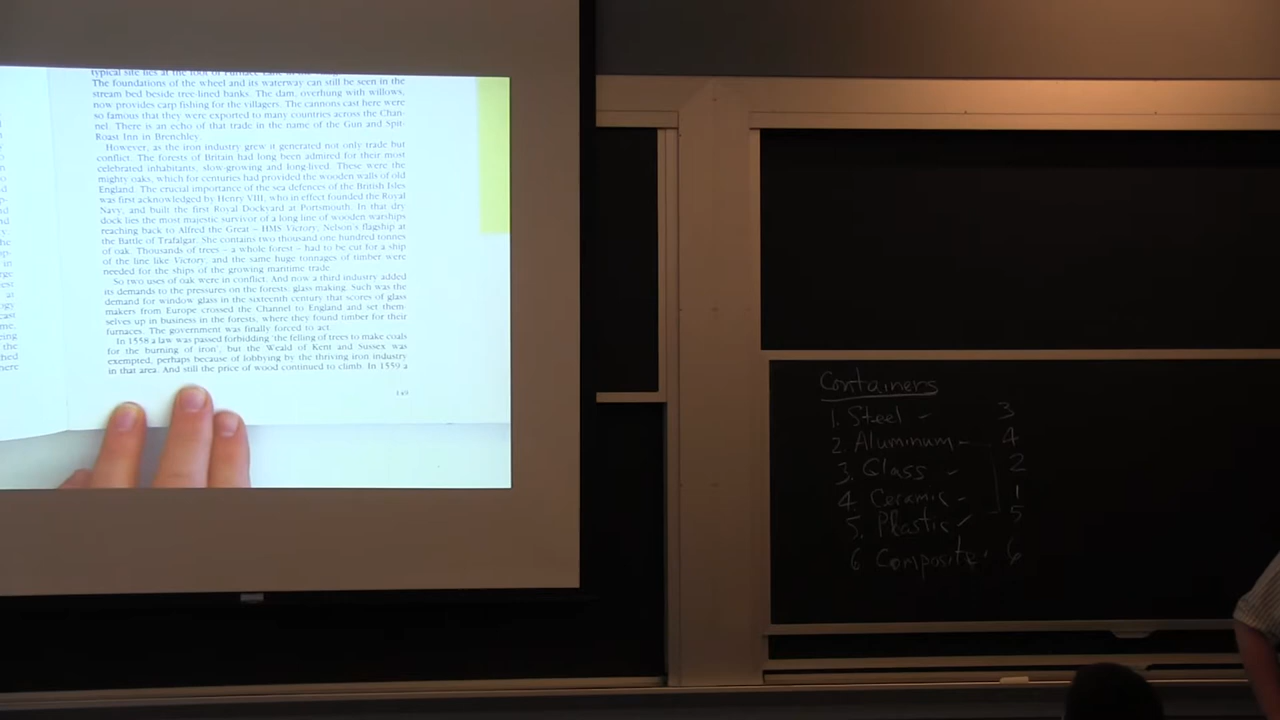 typical site lies at the foot of Furnace Lane in
The foundations of the wheel and its waterway can still be seen in the
stream bed beside tree-lined banks. The dam, overhung with willows,
now provides carp fishing for the villagers. The cannons cast here were
so famous that they were exported to many countries across the Chan-
nel. There is an echo of that trade in the name of the Gun and Spit-
Roast Inn in Brenchley.
However, as the iron industry grew it generated not only trade but
conflict. The forests of Britain had long been admired for their most
celebrated inhabitants, slow-growing and long-lived. These were the
mighty oaks, which for centuries had provided the wooden walls of old
England. The crucial importance of the sea defences of the British Isles
was first acknowledged by Henry VIII, who in effect founded the Royal
Navy, and built the first Royal Dockyard at Portsmouth. In that dry
dock lies the most majestic survivor of a long line of wooden warships
reaching back to Alfred the Great – HMS Victory, Nelson's flagship at
the Battle of Trafalgar. She contains two thousand one hundred tonnes
of oak. Thousands of trees – a whole forest – had to be cut for a ship
of the line like Victory, and the same huge tonnages of timber were
needed for the ships of the growing maritime trade.
So two uses of oak were in conflict. And now a third industry added
its demands to the pressures on the forests, glass making. Such was the
demand for window glass in the sixteenth century that scores of glass
makers from Europe crossed the Channel to England and set them-
selves up in business in the forests, where they found timber for their
furnaces. The government was finally forced to act.
In 1558 a law was passed forbidding 'the felling of trees to make coals
for the burning of iron', but the Weald of Kent and Sussex was
exempted, perhaps because of lobbying by the thriving iron industry
in that area. And still the price of wood continued to climb. In 1559 a
Containers
1. Steel - 3
2. Aluminum - 4
3. Glass - 2
4. Ceramic - 1
5. Plastic 5
6 Composite - 6